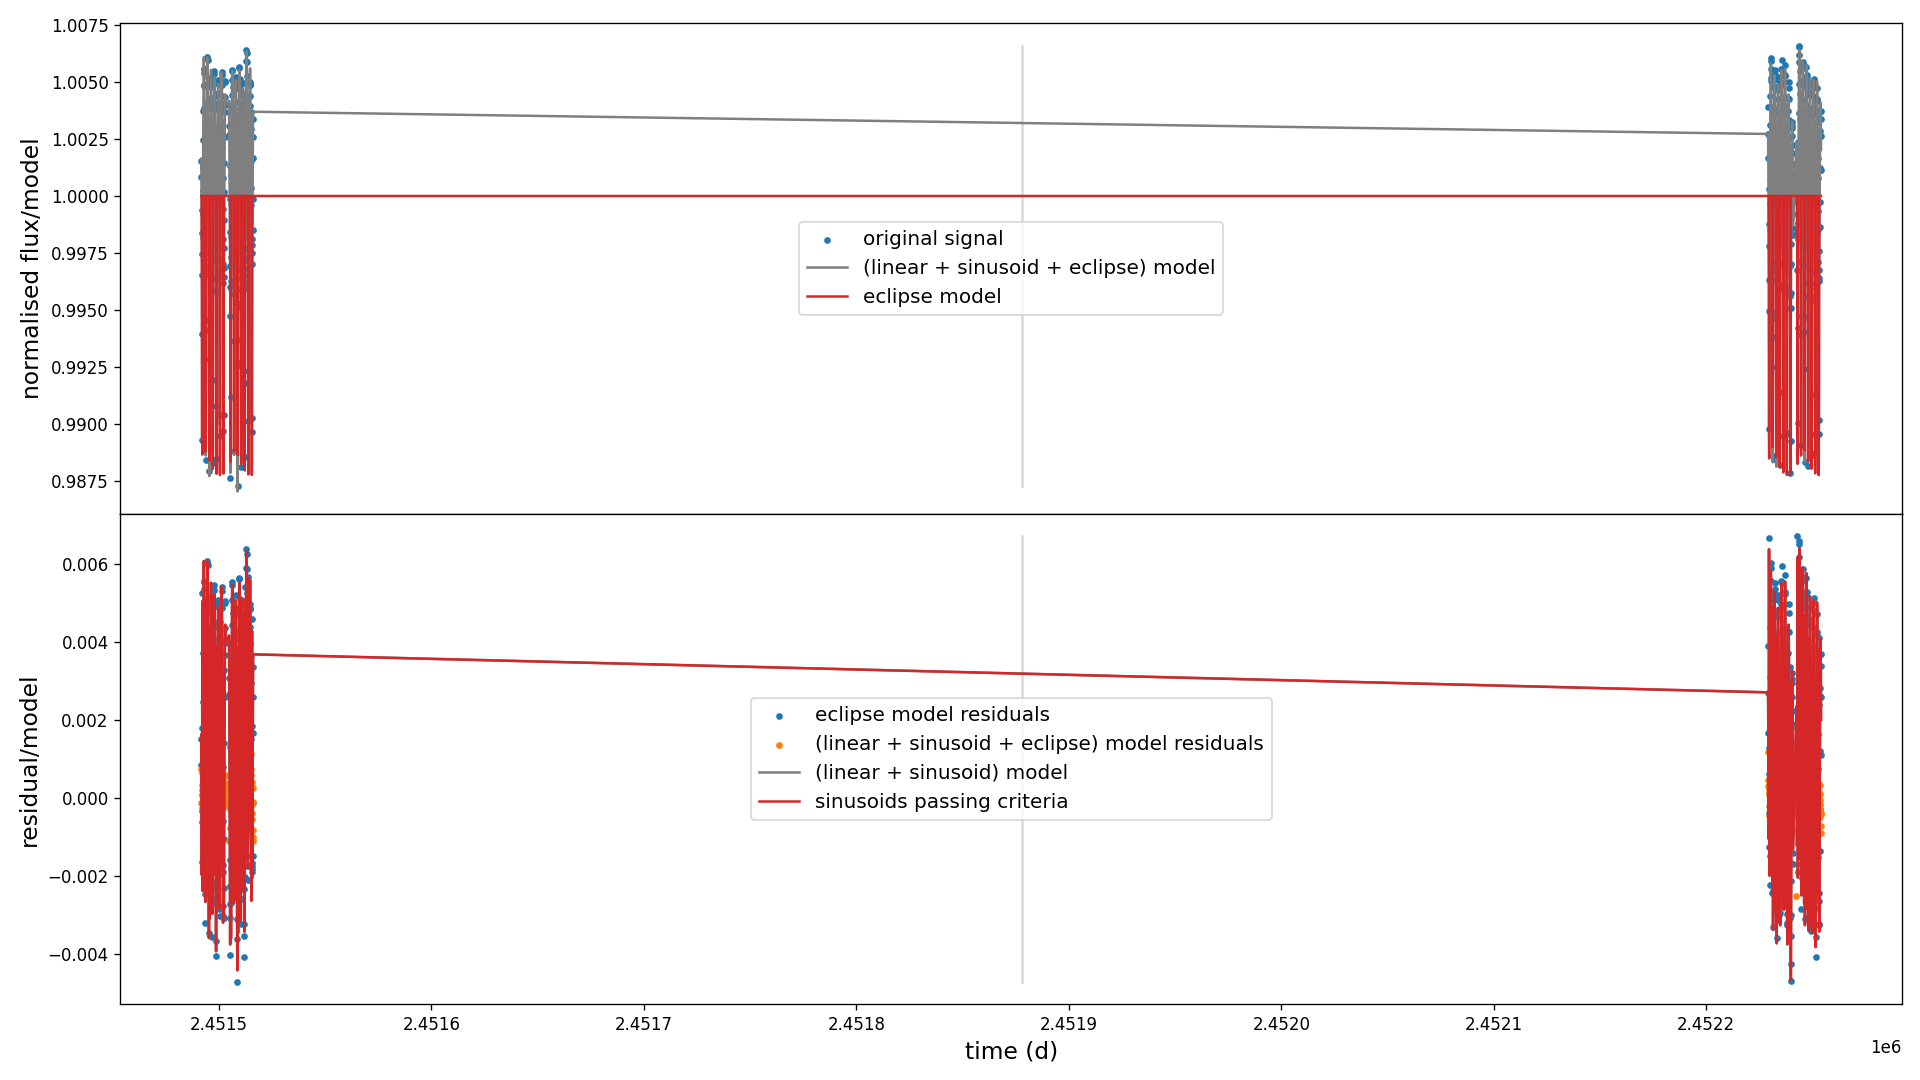 1.0075
1.0050
1.0025
1.0000
0.9975
0.9950
0.9925
0.9900
0.9875
normalised flux/model
original signal
(linear + sinusoid + eclipse) model
eclipse model
0.006
0.004
0.002
0.000
−0.002
−0.004
residual/model
eclipse model residuals
(linear + sinusoid + eclipse) model residuals
(linear + sinusoid) model
sinusoids passing criteria
2.4515 2.4516 2.4517 2.4518 2.4519 2.4520 2.4521 2.4522
1e6
time (d)